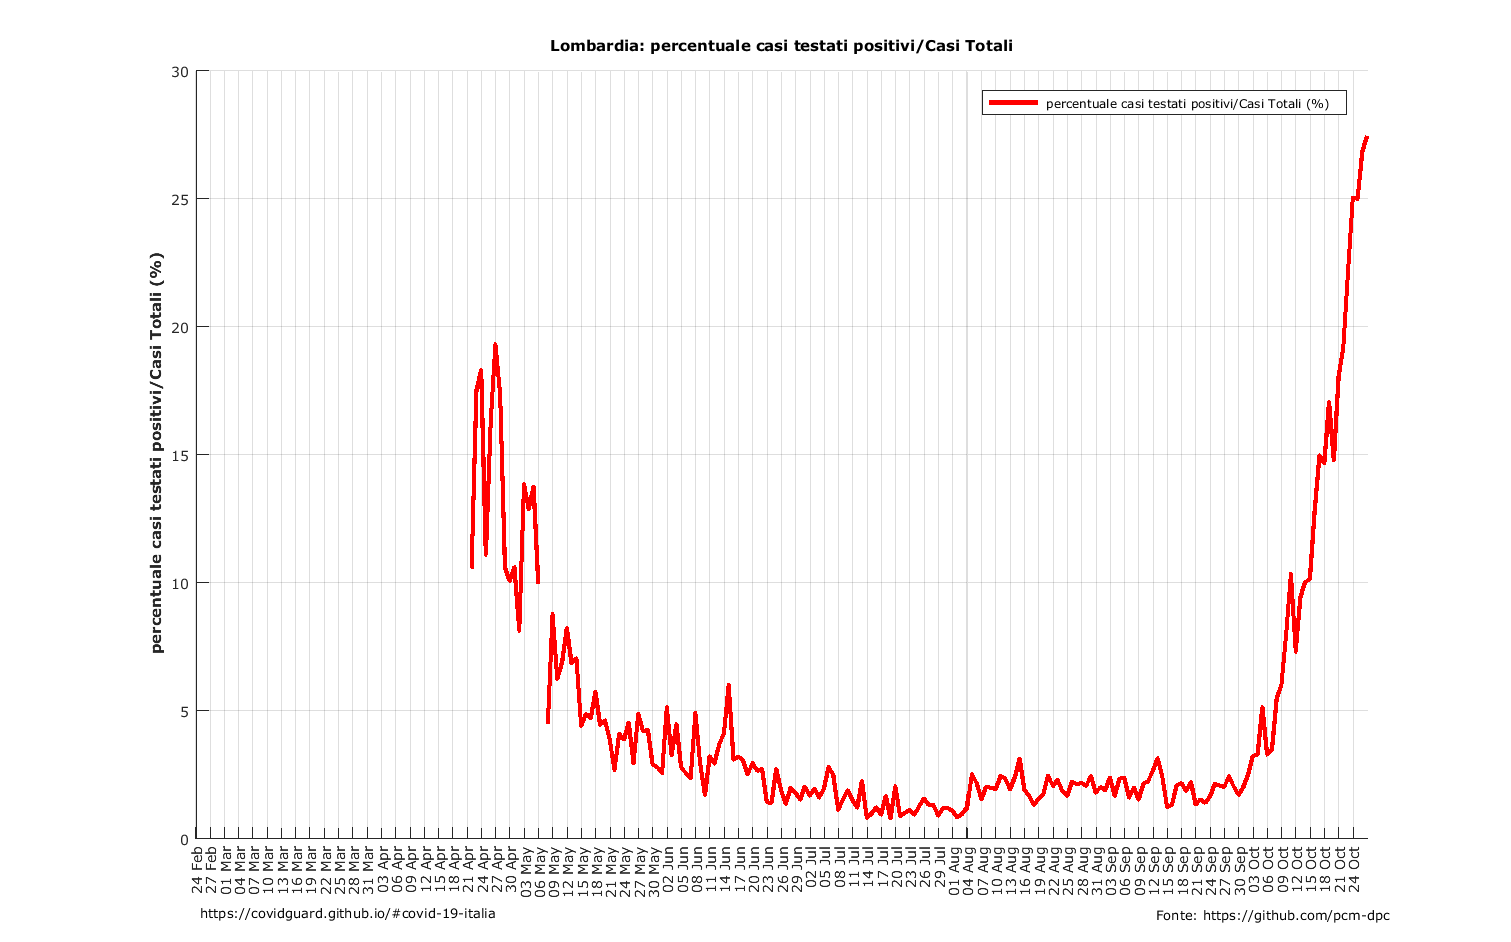 Lombardia: percentuale casi testati positivi/Casi Totali
percentuale casi testati positivi/Casi Totali (%)
percentuale casi testati positivi/Casi Totali (%)
30
25
20
15
10
5
0
24 Feb
27 Feb
01 Mar
04 Mar
07 Mar
10 Mar
13 Mar
16 Mar
19 Mar
22 Mar
25 Mar
28 Mar
31 Mar
03 Apr
06 Apr
09 Apr
12 Apr
15 Apr
18 Apr
21 Apr
24 Apr
27 Apr
30 Apr
03 May
06 May
09 May
12 May
15 May
18 May
21 May
24 May
27 May
30 May
02 Jun
05 Jun
08 Jun
11 Jun
14 Jun
17 Jun
20 Jun
23 Jun
26 Jun
29 Jun
02 Jul
05 Jul
08 Jul
11 Jul
14 Jul
17 Jul
20 Jul
23 Jul
26 Jul
29 Jul
01 Aug
04 Aug
07 Aug
10 Aug
13 Aug
16 Aug
19 Aug
22 Aug
25 Aug
28 Aug
31 Aug
03 Sep
06 Sep
09 Sep
12 Sep
15 Sep
18 Sep
21 Sep
24 Sep
27 Sep
30 Sep
03 Oct
06 Oct
09 Oct
12 Oct
15 Oct
18 Oct
21 Oct
24 Oct
https://covidguard.github.io/#covid-19-italia
Fonte: https://github.com/pcm-dpc